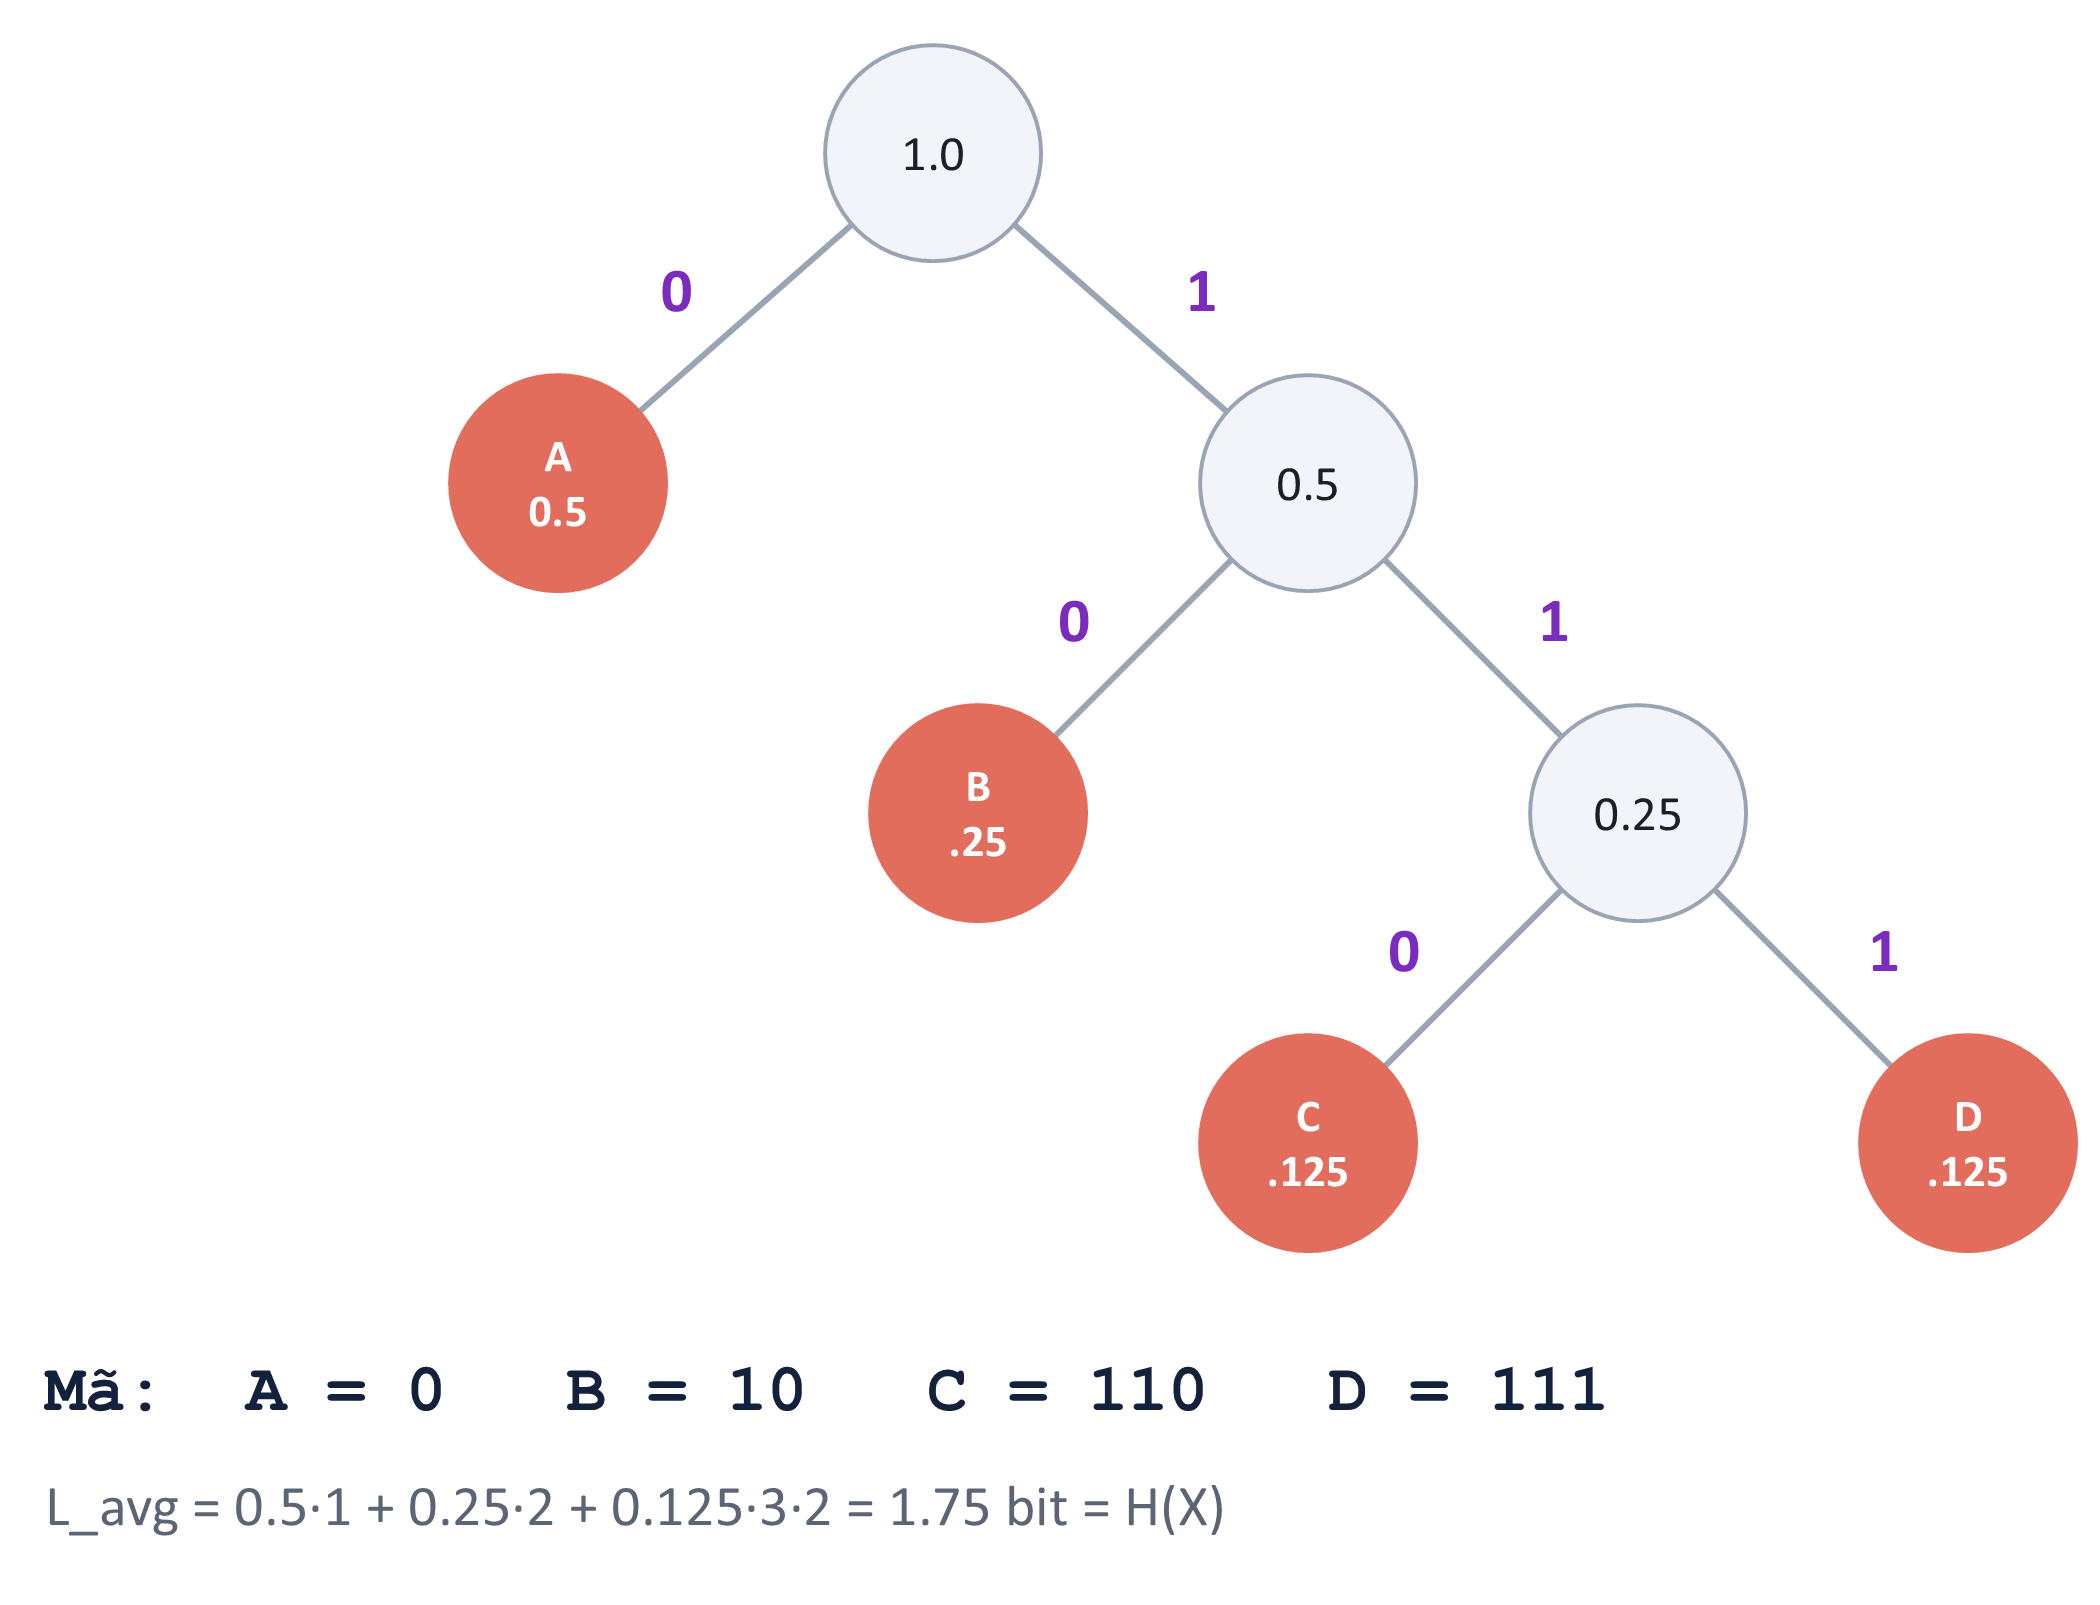 1.0
0 1
A
0.5
0.5
0 1
B
.25
0.25
0 1
C
.125
D
.125
Mã: A = 0 B = 10 C = 110 D = 111
L_avg = 0.5·1 + 0.25·2 + 0.125·3·2 = 1.75 bit = H(X)